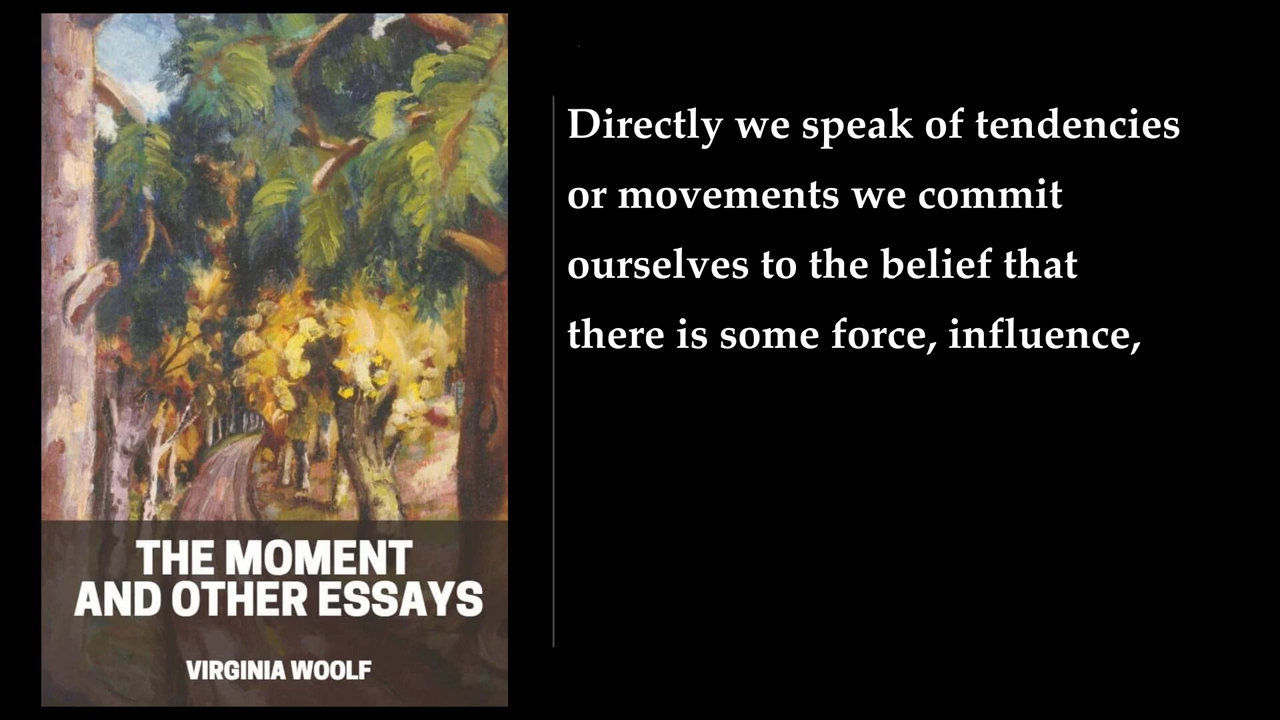 THE MOMENT
AND OTHER ESSAYS
VIRGINIA WOOLF
Directly we speak of tendencies
or movements we commit
ourselves to the belief that
there is some force, influence,